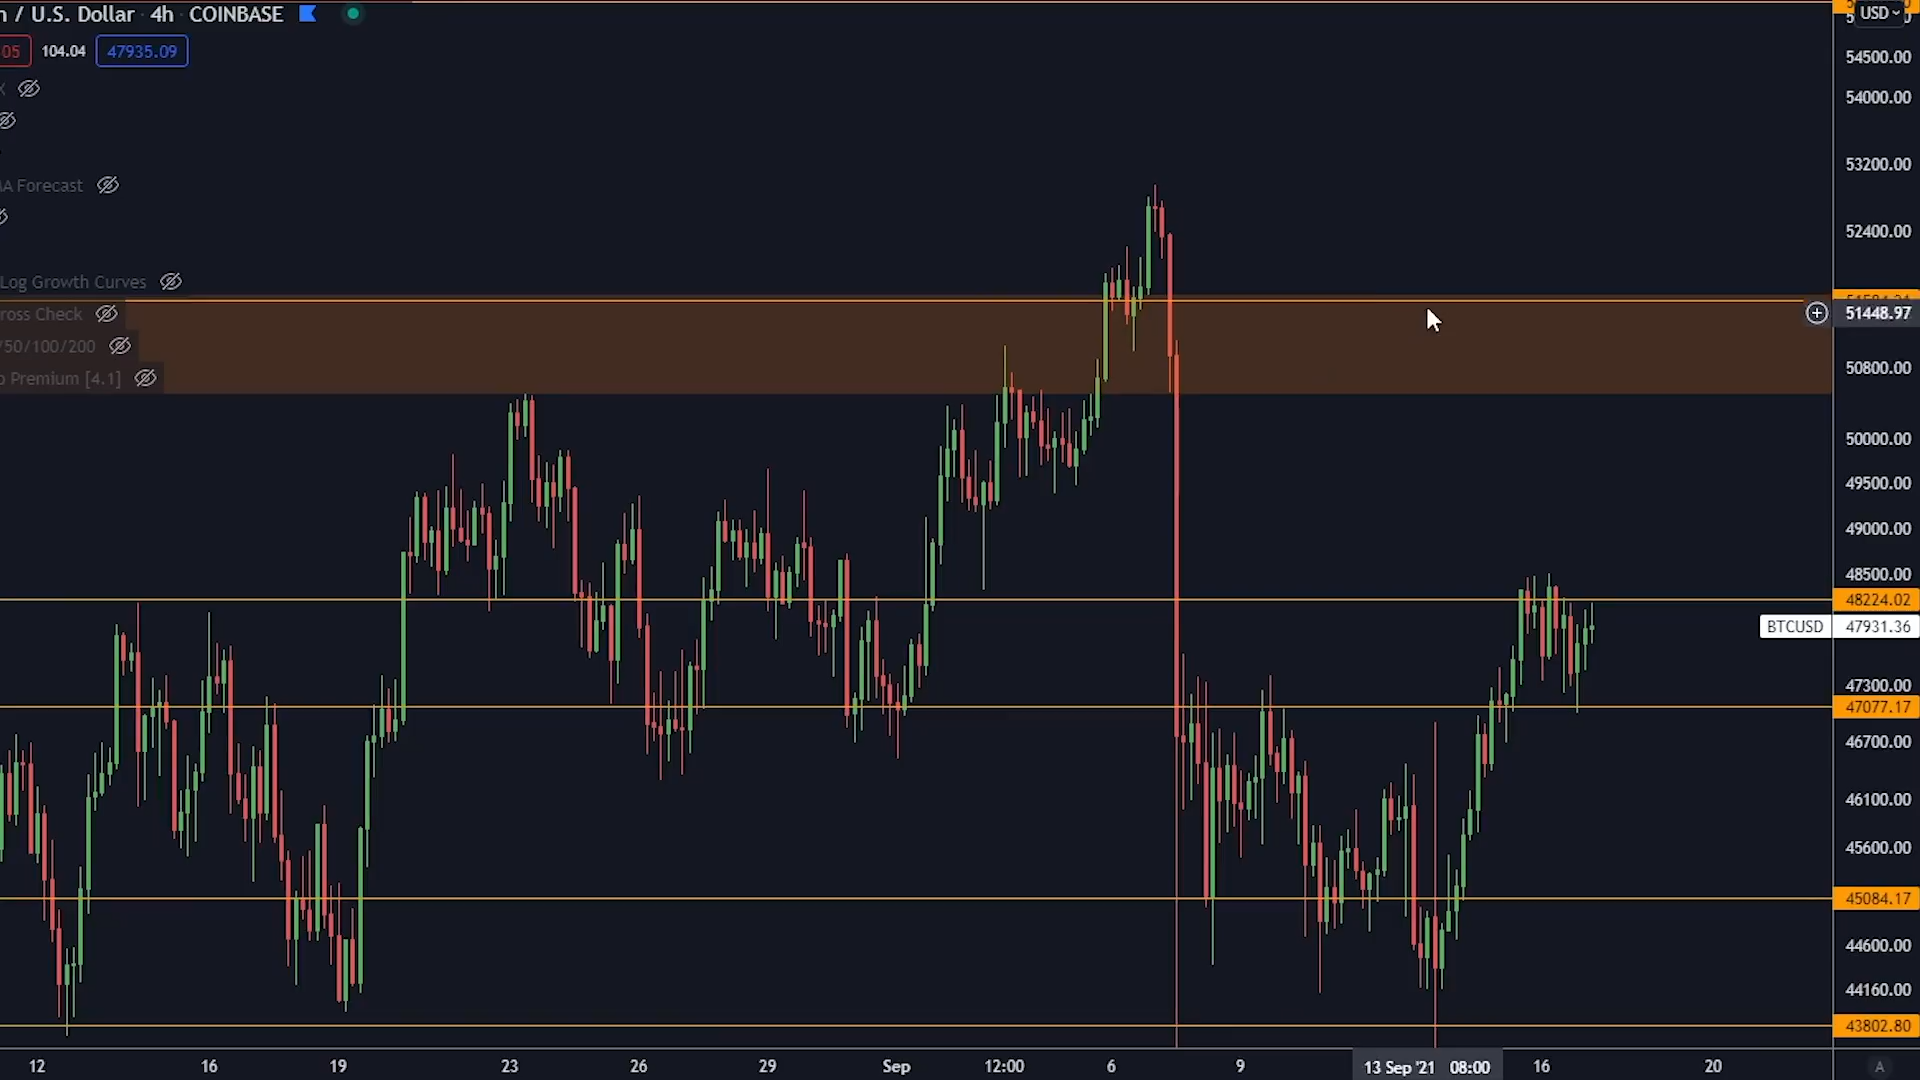 n / U.S. Dollar · 4h · COINBASE
05 104.04 47935.09
X
MA Forecast
Log Growth Curves
ross Check
/50/100/200
o Premium [4.1]
USD
54500.00
54000.00
53200.00
52400.00
51448.97
50800.00
50000.00
49500.00
49000.00
48500.00
48224.02
BTCUSD 47931.36
47300.00
47077.17
46700.00
46100.00
45600.00
45084.17
44600.00
44160.00
43802.80
12 16 19 23 26 29 Sep 12:00 6 9 13 Sep '21 08:00 16 20 A